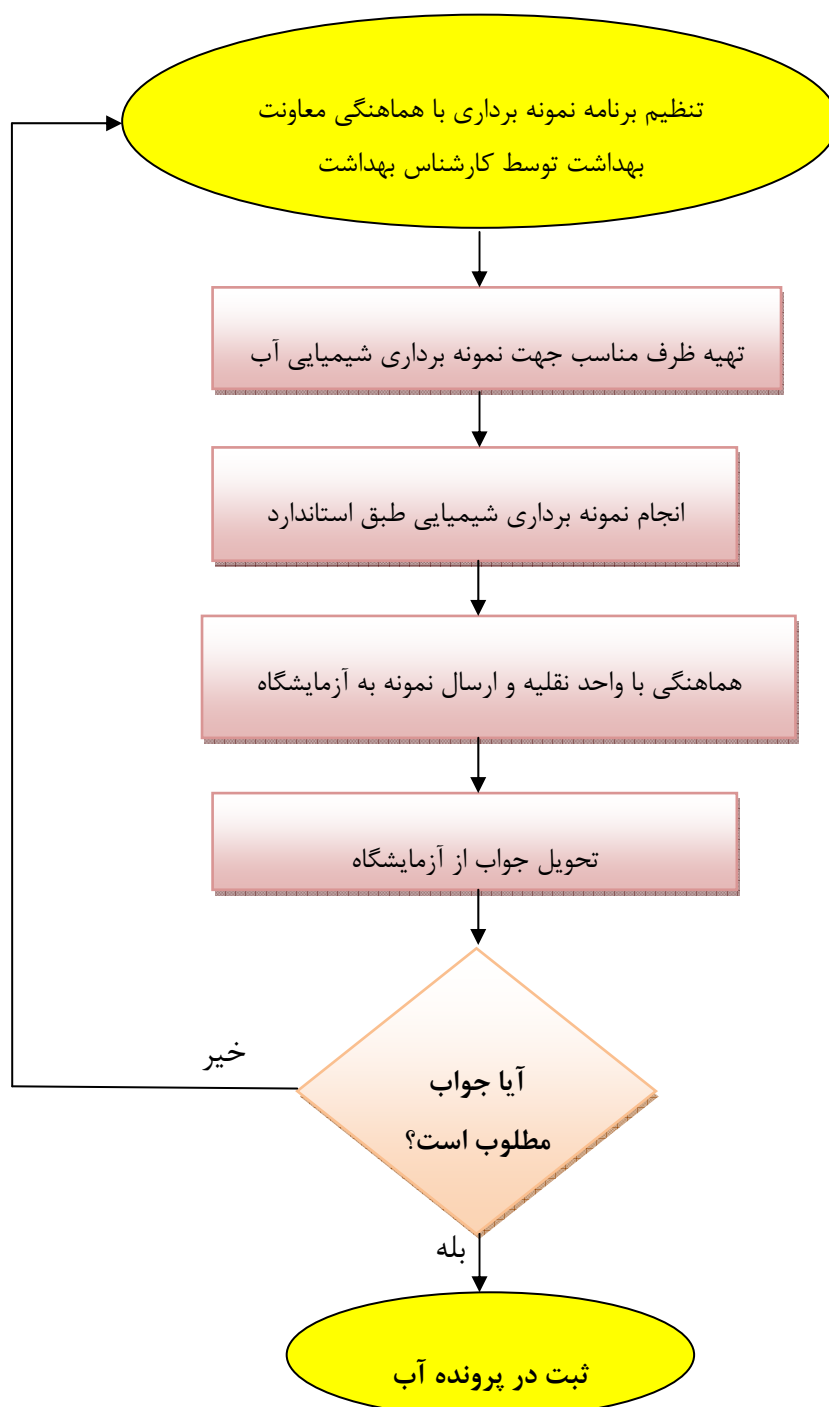 تنظیم برنامه نمونه برداری با هماهنگی معاونت
بهداشت توسط کارشناس بهداشت
تهیه ظرف مناسب جهت نمونه برداری شیمیایی آب
انجام نمونه برداری شیمیایی طبق استاندارد
هماهنگی با واحد نقلیه و ارسال نمونه به آزمایشگاه
تحویل جواب از آزمایشگاه
خیر
آیا جواب
مطلوب است؟
بله
ثبت در پرونده آب